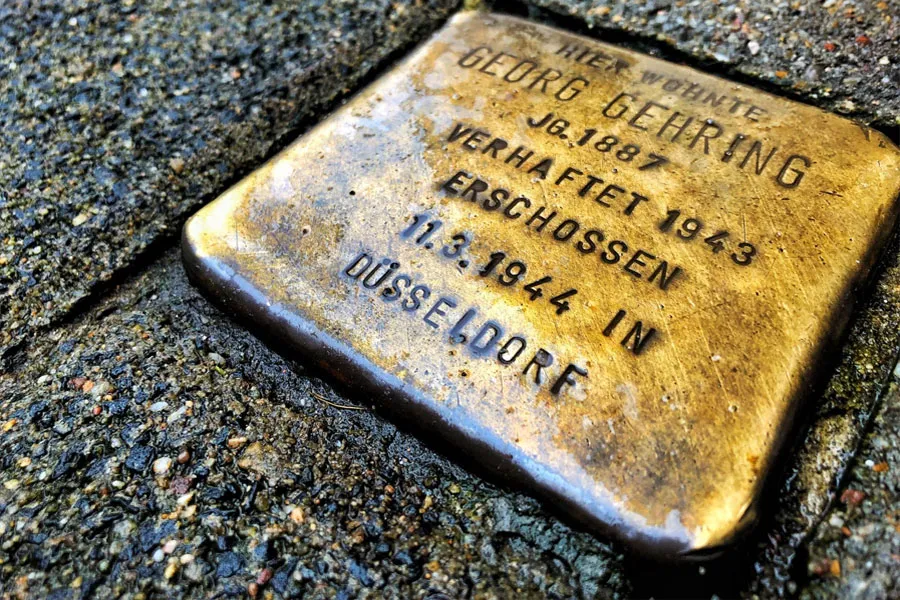 HIER WOHNTE
GEORG GEHRING
JG. 1887
VERHAFTET 1943
ERSCHOSSEN
11.3.1944 IN
DÜSSELDORF